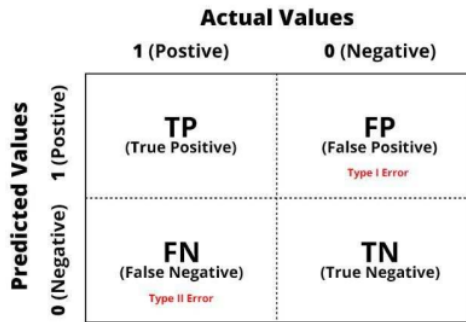 Actual Values
1 (Postive)
0 (Negative)
Predicted Values
1 (Postive)
TP
(True Positive)
FP
(False Positive)
Type I Error
0 (Negative)
FN
(False Negative)
Type II Error
TN
(True Negative)